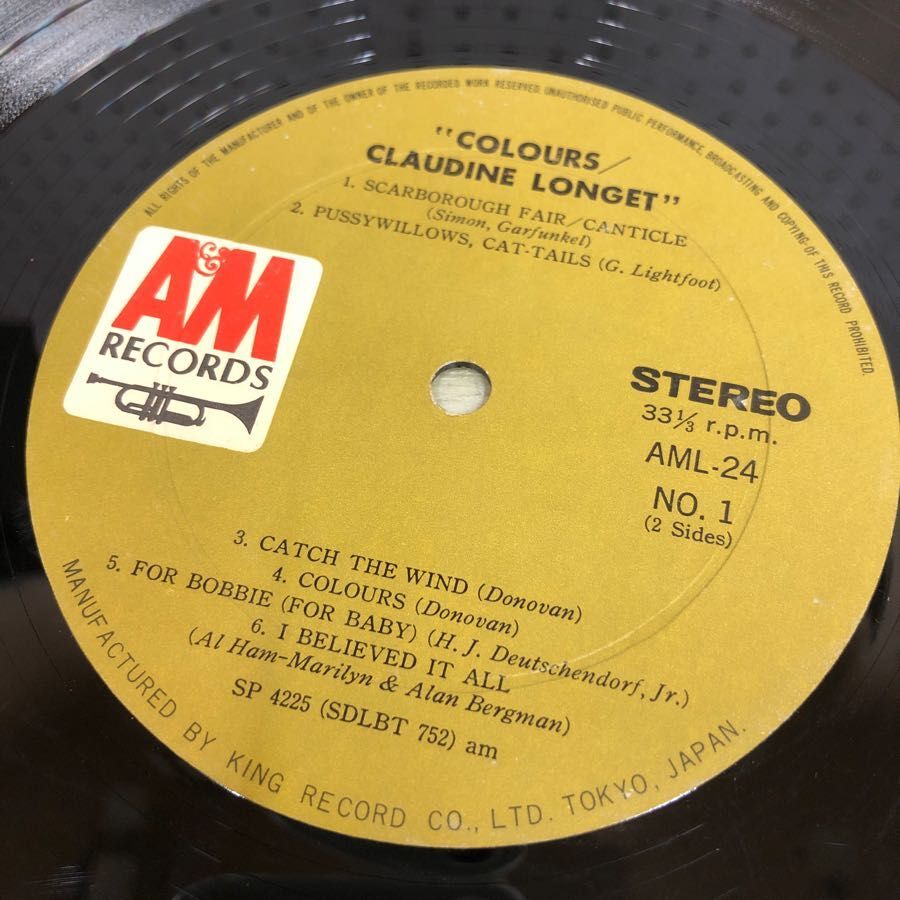 ALL RIGHTS OF THE MANUFACTURER AND OF THE OWNER OF THE RECORDED WORK RESERVED. UNAUTHORISED PUBLIC PERFORMANCE, BROADCASTING AND COPYING OF THIS RECORD PROHIBITED.
"COLOURS/
CLAUDINE LONGET"
1. SCARBOROUGH FAIR/CANTICLE
(Simon, Garfunkel)
2. PUSSYWILLOWS, CAT-TAILS (G. Lightfoot)
A&M
RECORDS
STEREO
33⅓ r.p.m.
AML-24
NO. 1
(2 Sides)
3. CATCH THE WIND (Donovan)
4. COLOURS (Donovan)
5. FOR BOBBIE (FOR BABY) (H. J. Deutschendorf, Jr.)
6. I BELIEVED IT ALL
(Al Ham-Marilyn & Alan Bergman)
SP 4225 (SDLBT 752) am
MANUFACTURED BY KING RECORD CO., LTD. TOKYO, JAPAN.